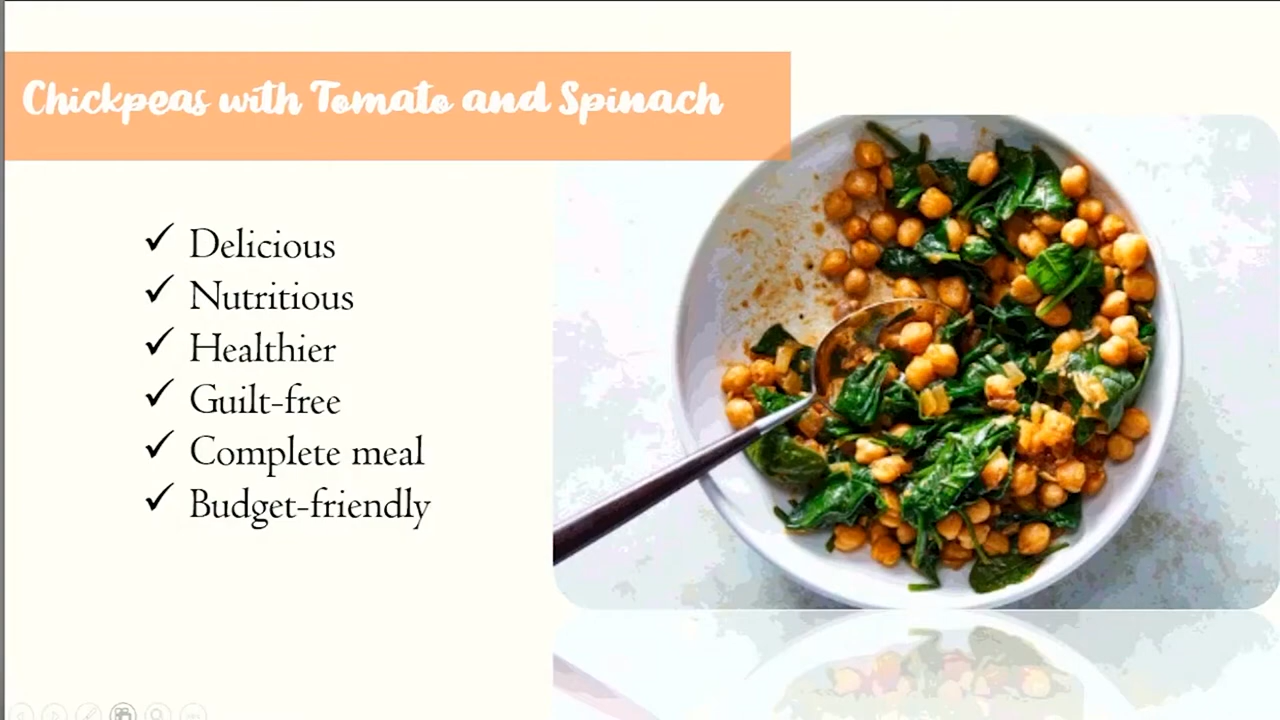 Chickpeas with Tomato and Spinach
✓ Delicious
✓ Nutritious
✓ Healthier
✓ Guilt-free
✓ Complete meal
✓ Budget-friendly